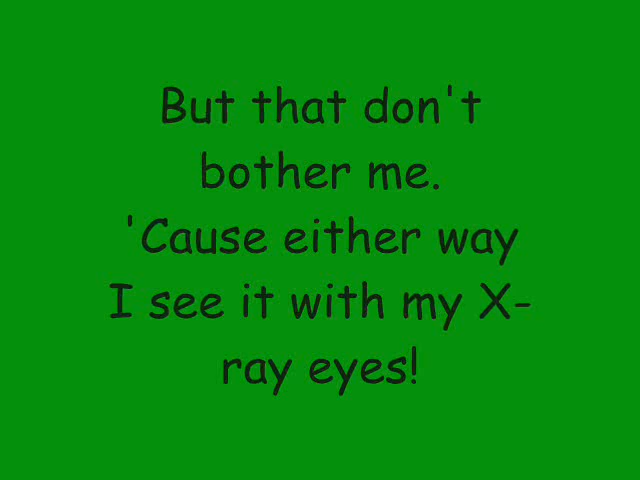 But that don't
bother me.
'Cause either way
I see it with my X-
ray eyes!